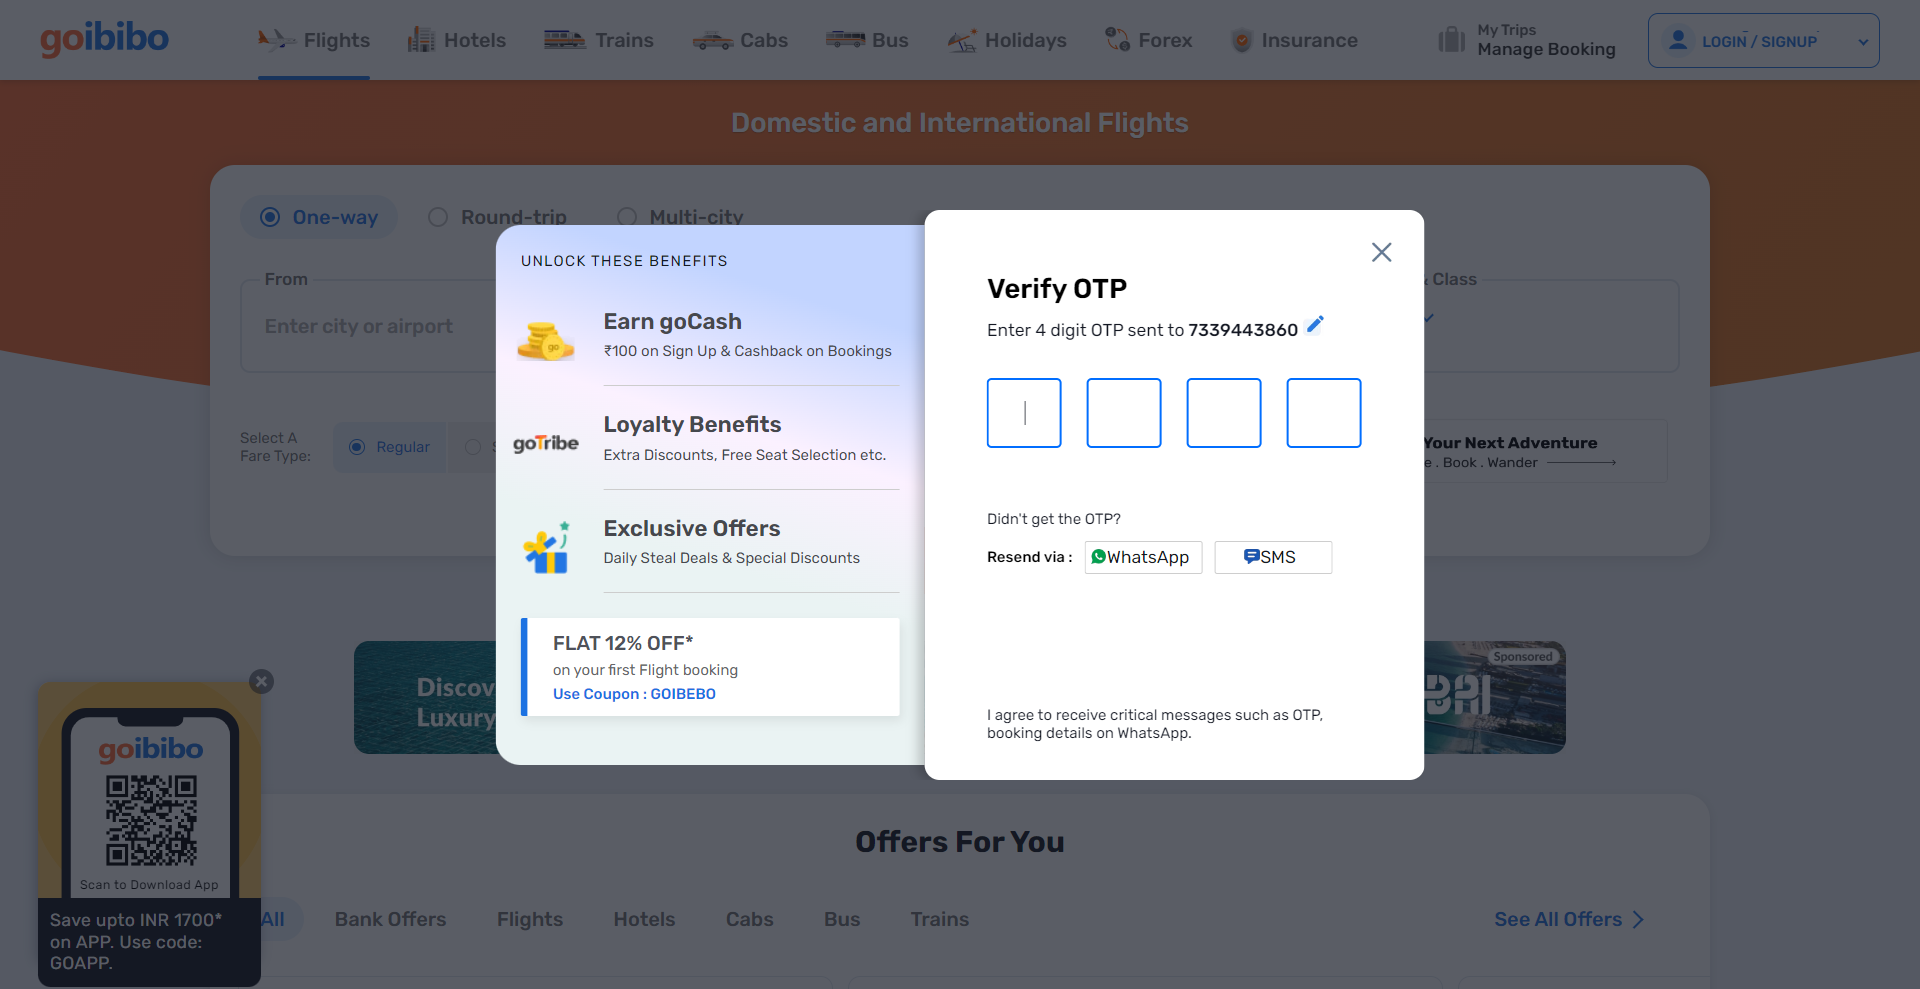 goibibo
Flights
Hotels
Trains
Cabs
Bus
Holidays
Forex
Insurance
My Trips
Manage Booking
LOGIN / SIGNUP
Domestic and International Flights
One-way
Round-trip
Multi-city
From
Enter city or airport
Class
Select A
Fare Type:
Regular
Your Next Adventure
e . Book . Wander
UNLOCK THESE BENEFITS
go
Earn goCash
₹100 on Sign Up & Cashback on Bookings
goTribe
Loyalty Benefits
Extra Discounts, Free Seat Selection etc.
Exclusive Offers
Daily Steal Deals & Special Discounts
FLAT 12% OFF*
on your first Flight booking
Use Coupon : GOIBEBO
Verify OTP
Enter 4 digit OTP sent to 7339443860
Didn't get the OTP?
Resend via :
WhatsApp
SMS
I agree to receive critical messages such as OTP,
booking details on WhatsApp.
Discov
Luxury
Sponsored
goibibo
Scan to Download App
Save upto INR 1700*
on APP. Use code:
GOAPP.
Offers For You
All
Bank Offers
Flights
Hotels
Cabs
Bus
Trains
See All Offers